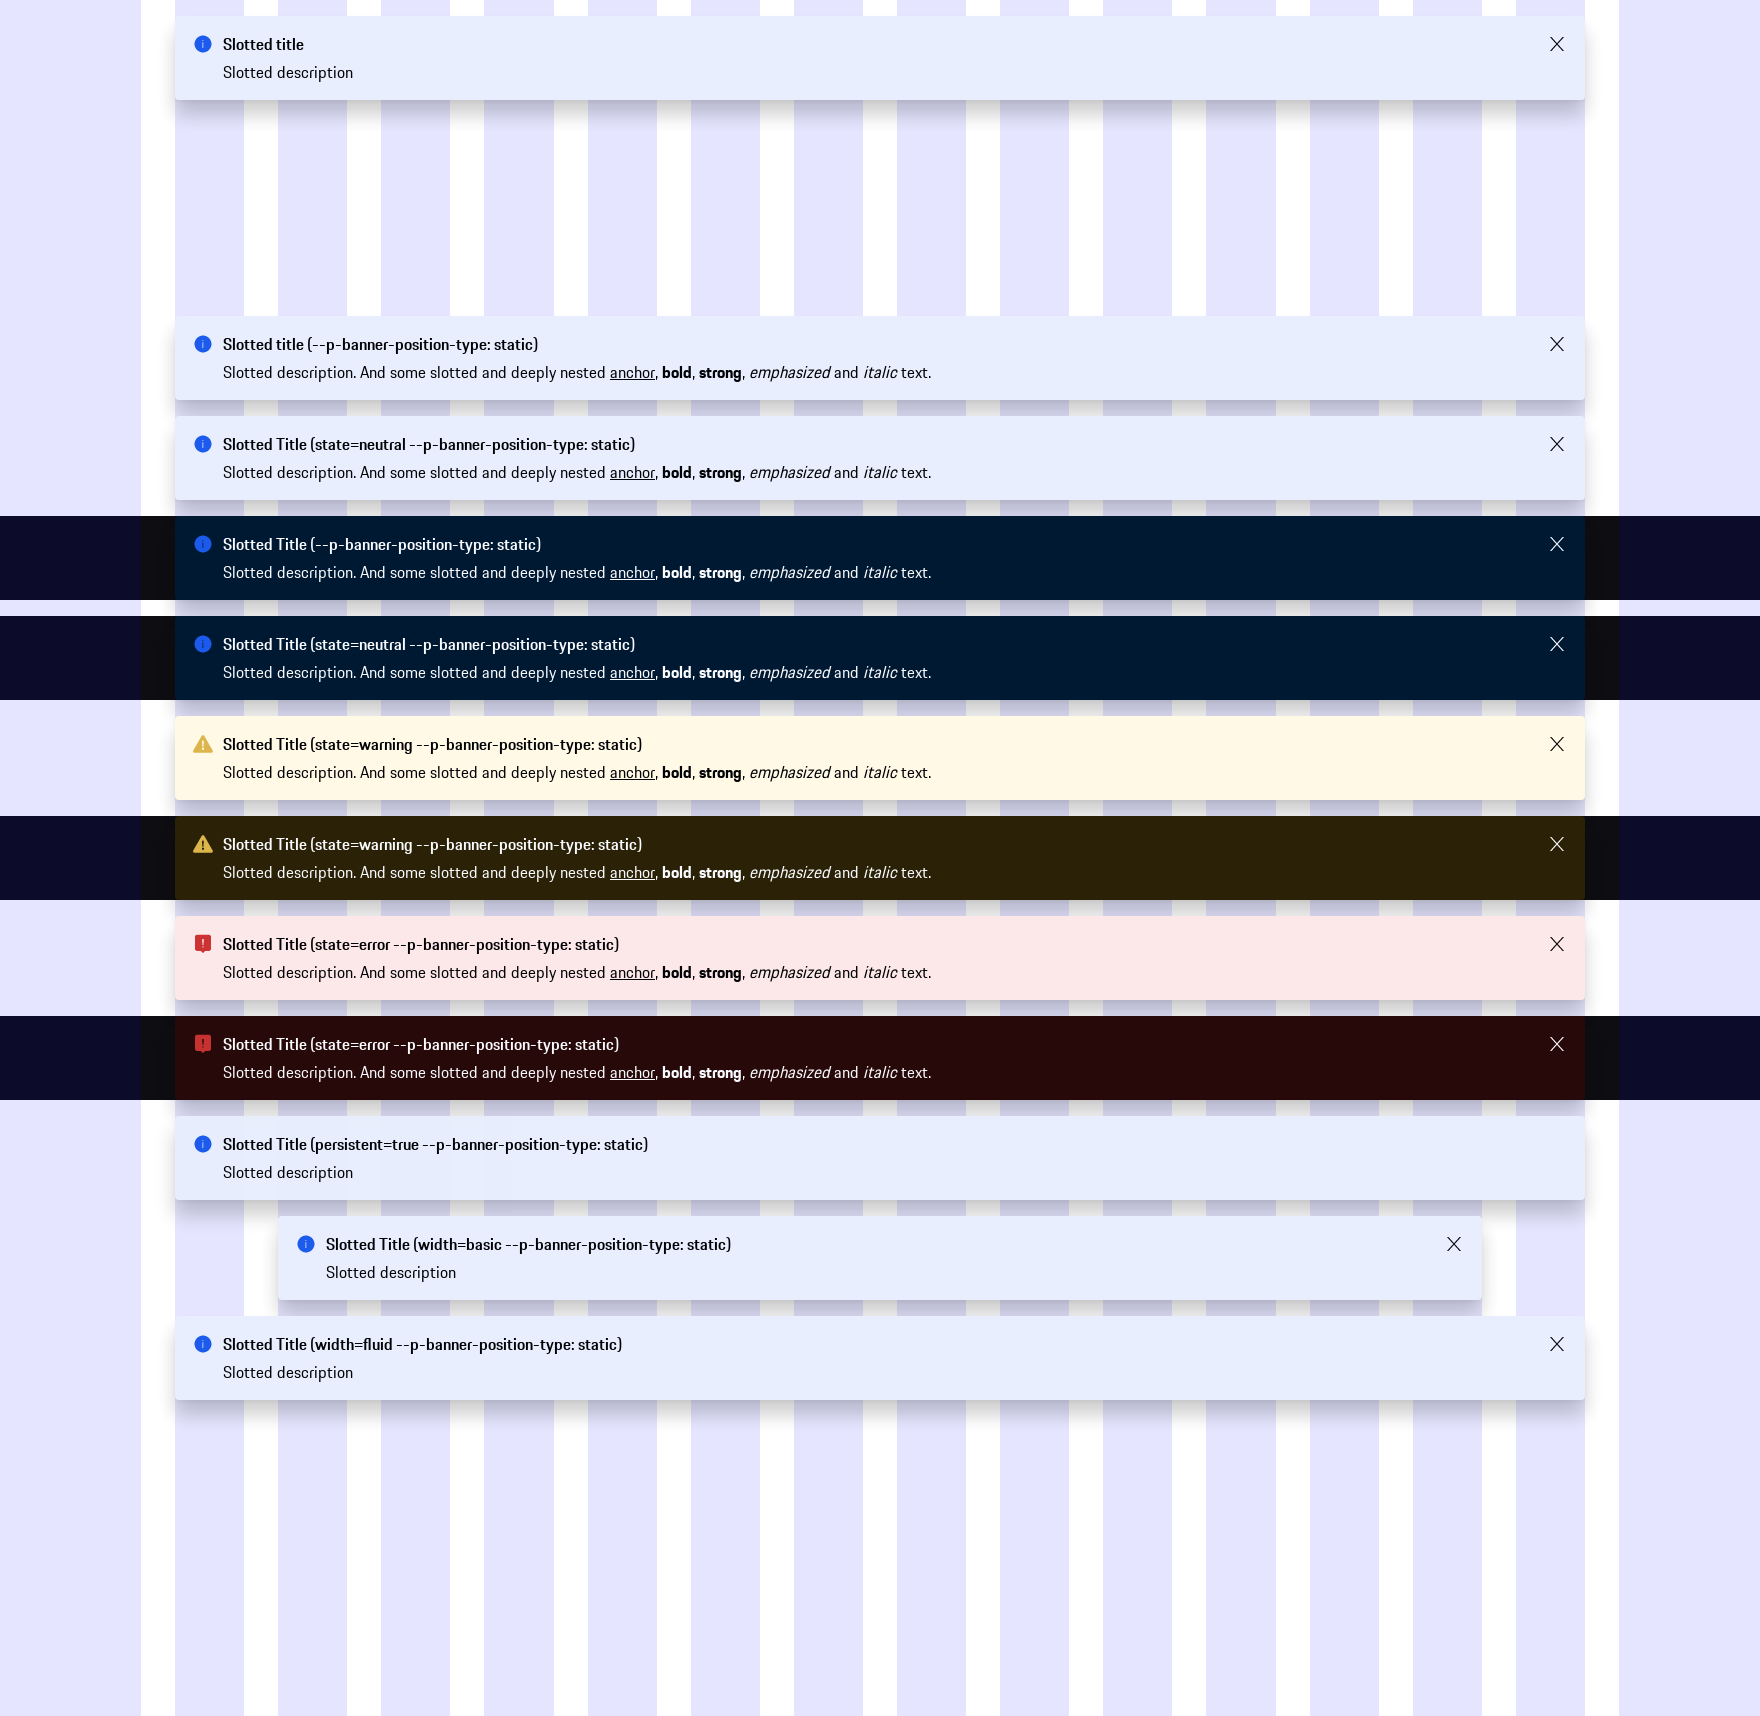 Slotted title
Slotted description
Slotted title (--p-banner-position-type: static)
Slotted description. And some slotted and deeply nested anchor, bold, strong, emphasized and italic text.
Slotted Title (state=neutral --p-banner-position-type: static)
Slotted description. And some slotted and deeply nested anchor, bold, strong, emphasized and italic text.
Slotted Title (--p-banner-position-type: static)
Slotted description. And some slotted and deeply nested anchor, bold, strong, emphasized and italic text.
Slotted Title (state=neutral --p-banner-position-type: static)
Slotted description. And some slotted and deeply nested anchor, bold, strong, emphasized and italic text.
Slotted Title (state=warning --p-banner-position-type: static)
Slotted description. And some slotted and deeply nested anchor, bold, strong, emphasized and italic text.
Slotted Title (state=warning --p-banner-position-type: static)
Slotted description. And some slotted and deeply nested anchor, bold, strong, emphasized and italic text.
Slotted Title (state=error --p-banner-position-type: static)
Slotted description. And some slotted and deeply nested anchor, bold, strong, emphasized and italic text.
Slotted Title (state=error --p-banner-position-type: static)
Slotted description. And some slotted and deeply nested anchor, bold, strong, emphasized and italic text.
Slotted Title (persistent=true --p-banner-position-type: static)
Slotted description
Slotted Title (width=basic --p-banner-position-type: static)
Slotted description
Slotted Title (width=fluid --p-banner-position-type: static)
Slotted description